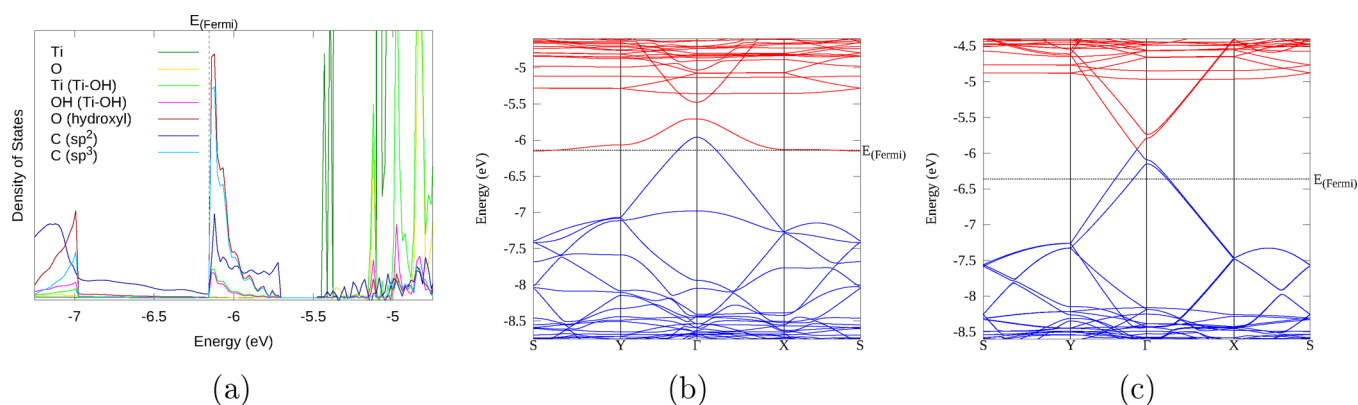 E(Fermi)
Ti
O
Ti (Ti-OH)
OH (Ti-OH)
O (hydroxyl)
C (sp2)
C (sp3)
Density of States
-7
-6.5
-6
-5.5
-5
Energy (eV)
(a)
-5
-5.5
-6
-6.5
-7
-7.5
-8
-8.5
Energy (eV)
E(Fermi)
S
Y
Γ
X
S
(b)
-4.5
-5
-5.5
-6
-6.5
-7
-7.5
-8
-8.5
Energy (eV)
E(Fermi)
S
Y
Γ
X
S
(c)